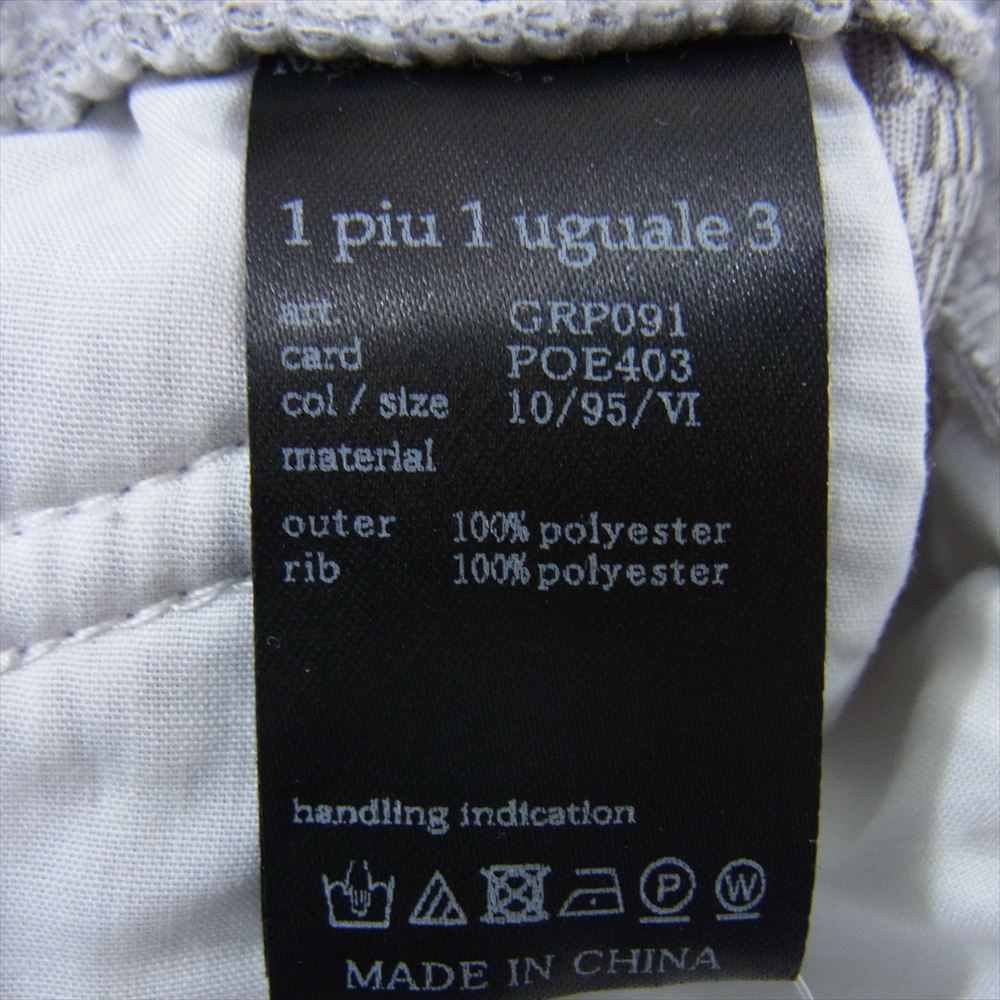 1 piu 1 uguale 3
art. GRP091
card POE403
col / size 10/95/VI
material
outer 100% polyester
rib 100% polyester
handling indication
P W
MADE IN CHINA